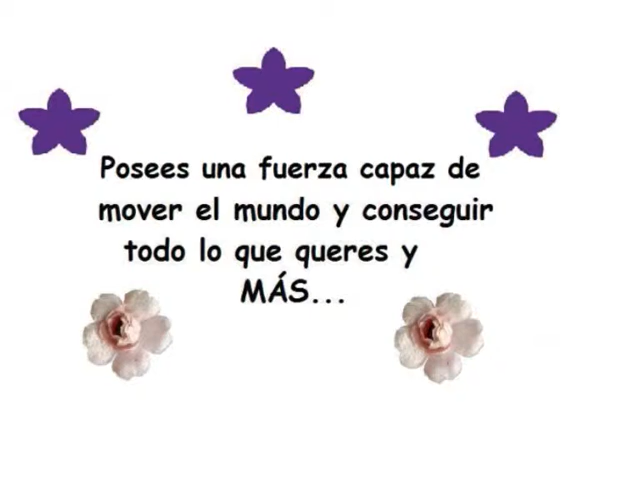 Posees una fuerza capaz de
mover el mundo y conseguir
todo lo que queres y
MÁS...